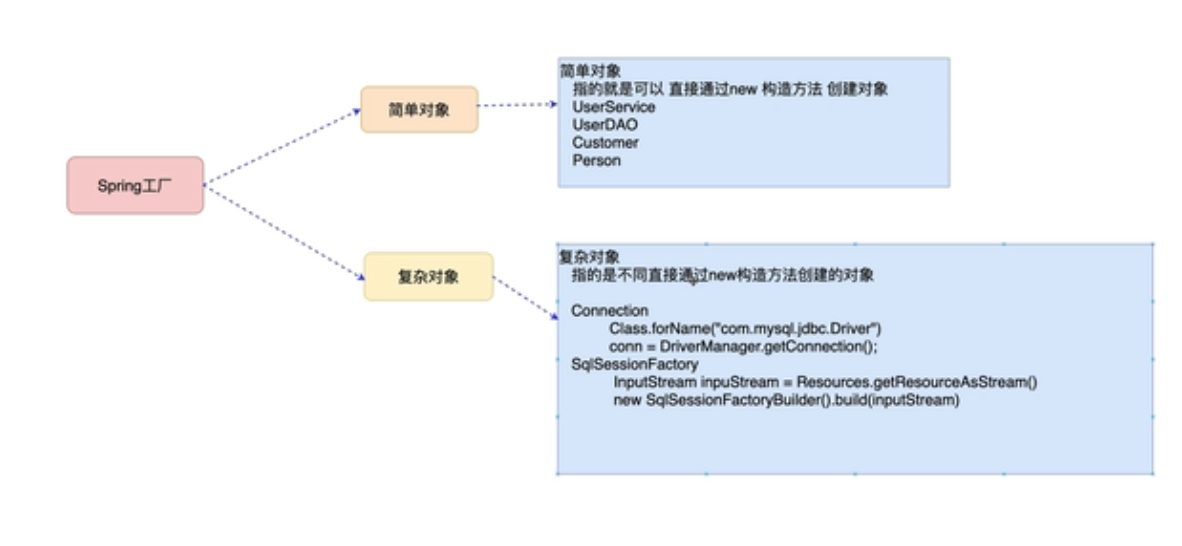 Spring工厂
简单对象
简单对象
指的就是可以 直接通过new 构造方法 创建对象
UserService
UserDAO
Customer
Person
复杂对象
复杂对象
指的是不同直接通过new构造方法创建的对象
Connection
Class.forName("com.mysql.jdbc.Driver")
conn = DriverManager.getConnection();
SqlSessionFactory
InputStream inpuStream = Resources.getResourceAsStream()
new SqlSessionFactoryBuilder().build(inputStream)